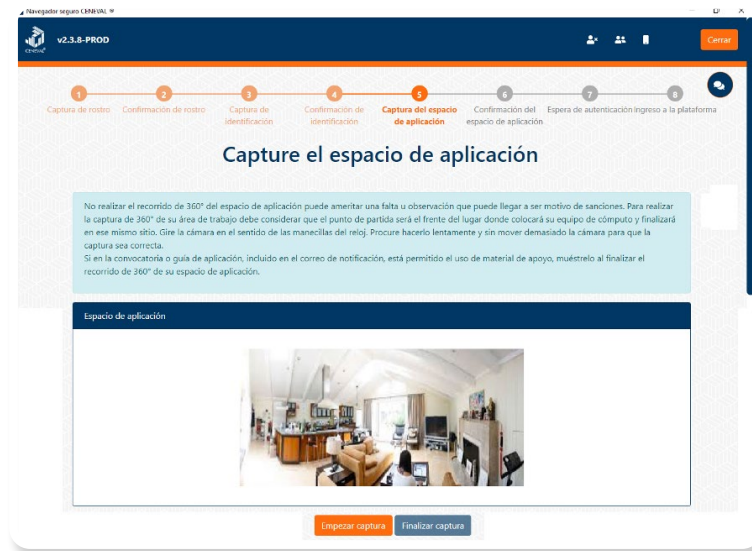 Navegador seguro CENEVAL
CENEVAL
v2.3.8-PROD
Cerrar
1 2 3 4 5 6 7 8
Captura de rostro Confirmación de rostro Captura de Confirmación de Captura del espacio Confirmación del Espera de autenticación Ingreso a la plataforma
identificación identificación de aplicación espacio de aplicación
Capture el espacio de aplicación
No realizar el recorrido de 360° del espacio de aplicación puede ameritar una falta u observación que puede llegar a ser motivo de sanciones. Para realizar
la captura de 360° de su área de trabajo debe considerar que el punto de partida será el frente del lugar donde colocará su equipo de cómputo y finalizará
en ese mismo sitio. Gire la cámara en el sentido de las manecillas del reloj. Procure hacerlo lentamente y sin mover demasiado la cámara para que la
captura sea correcta.
Si en la convocatoria o guía de aplicación, incluido en el correo de notificación, está permitido el uso de material de apoyo, muéstrelo al finalizar el
recorrido de 360° de su espacio de aplicación.
Espacio de aplicación
Empezar captura Finalizar captura